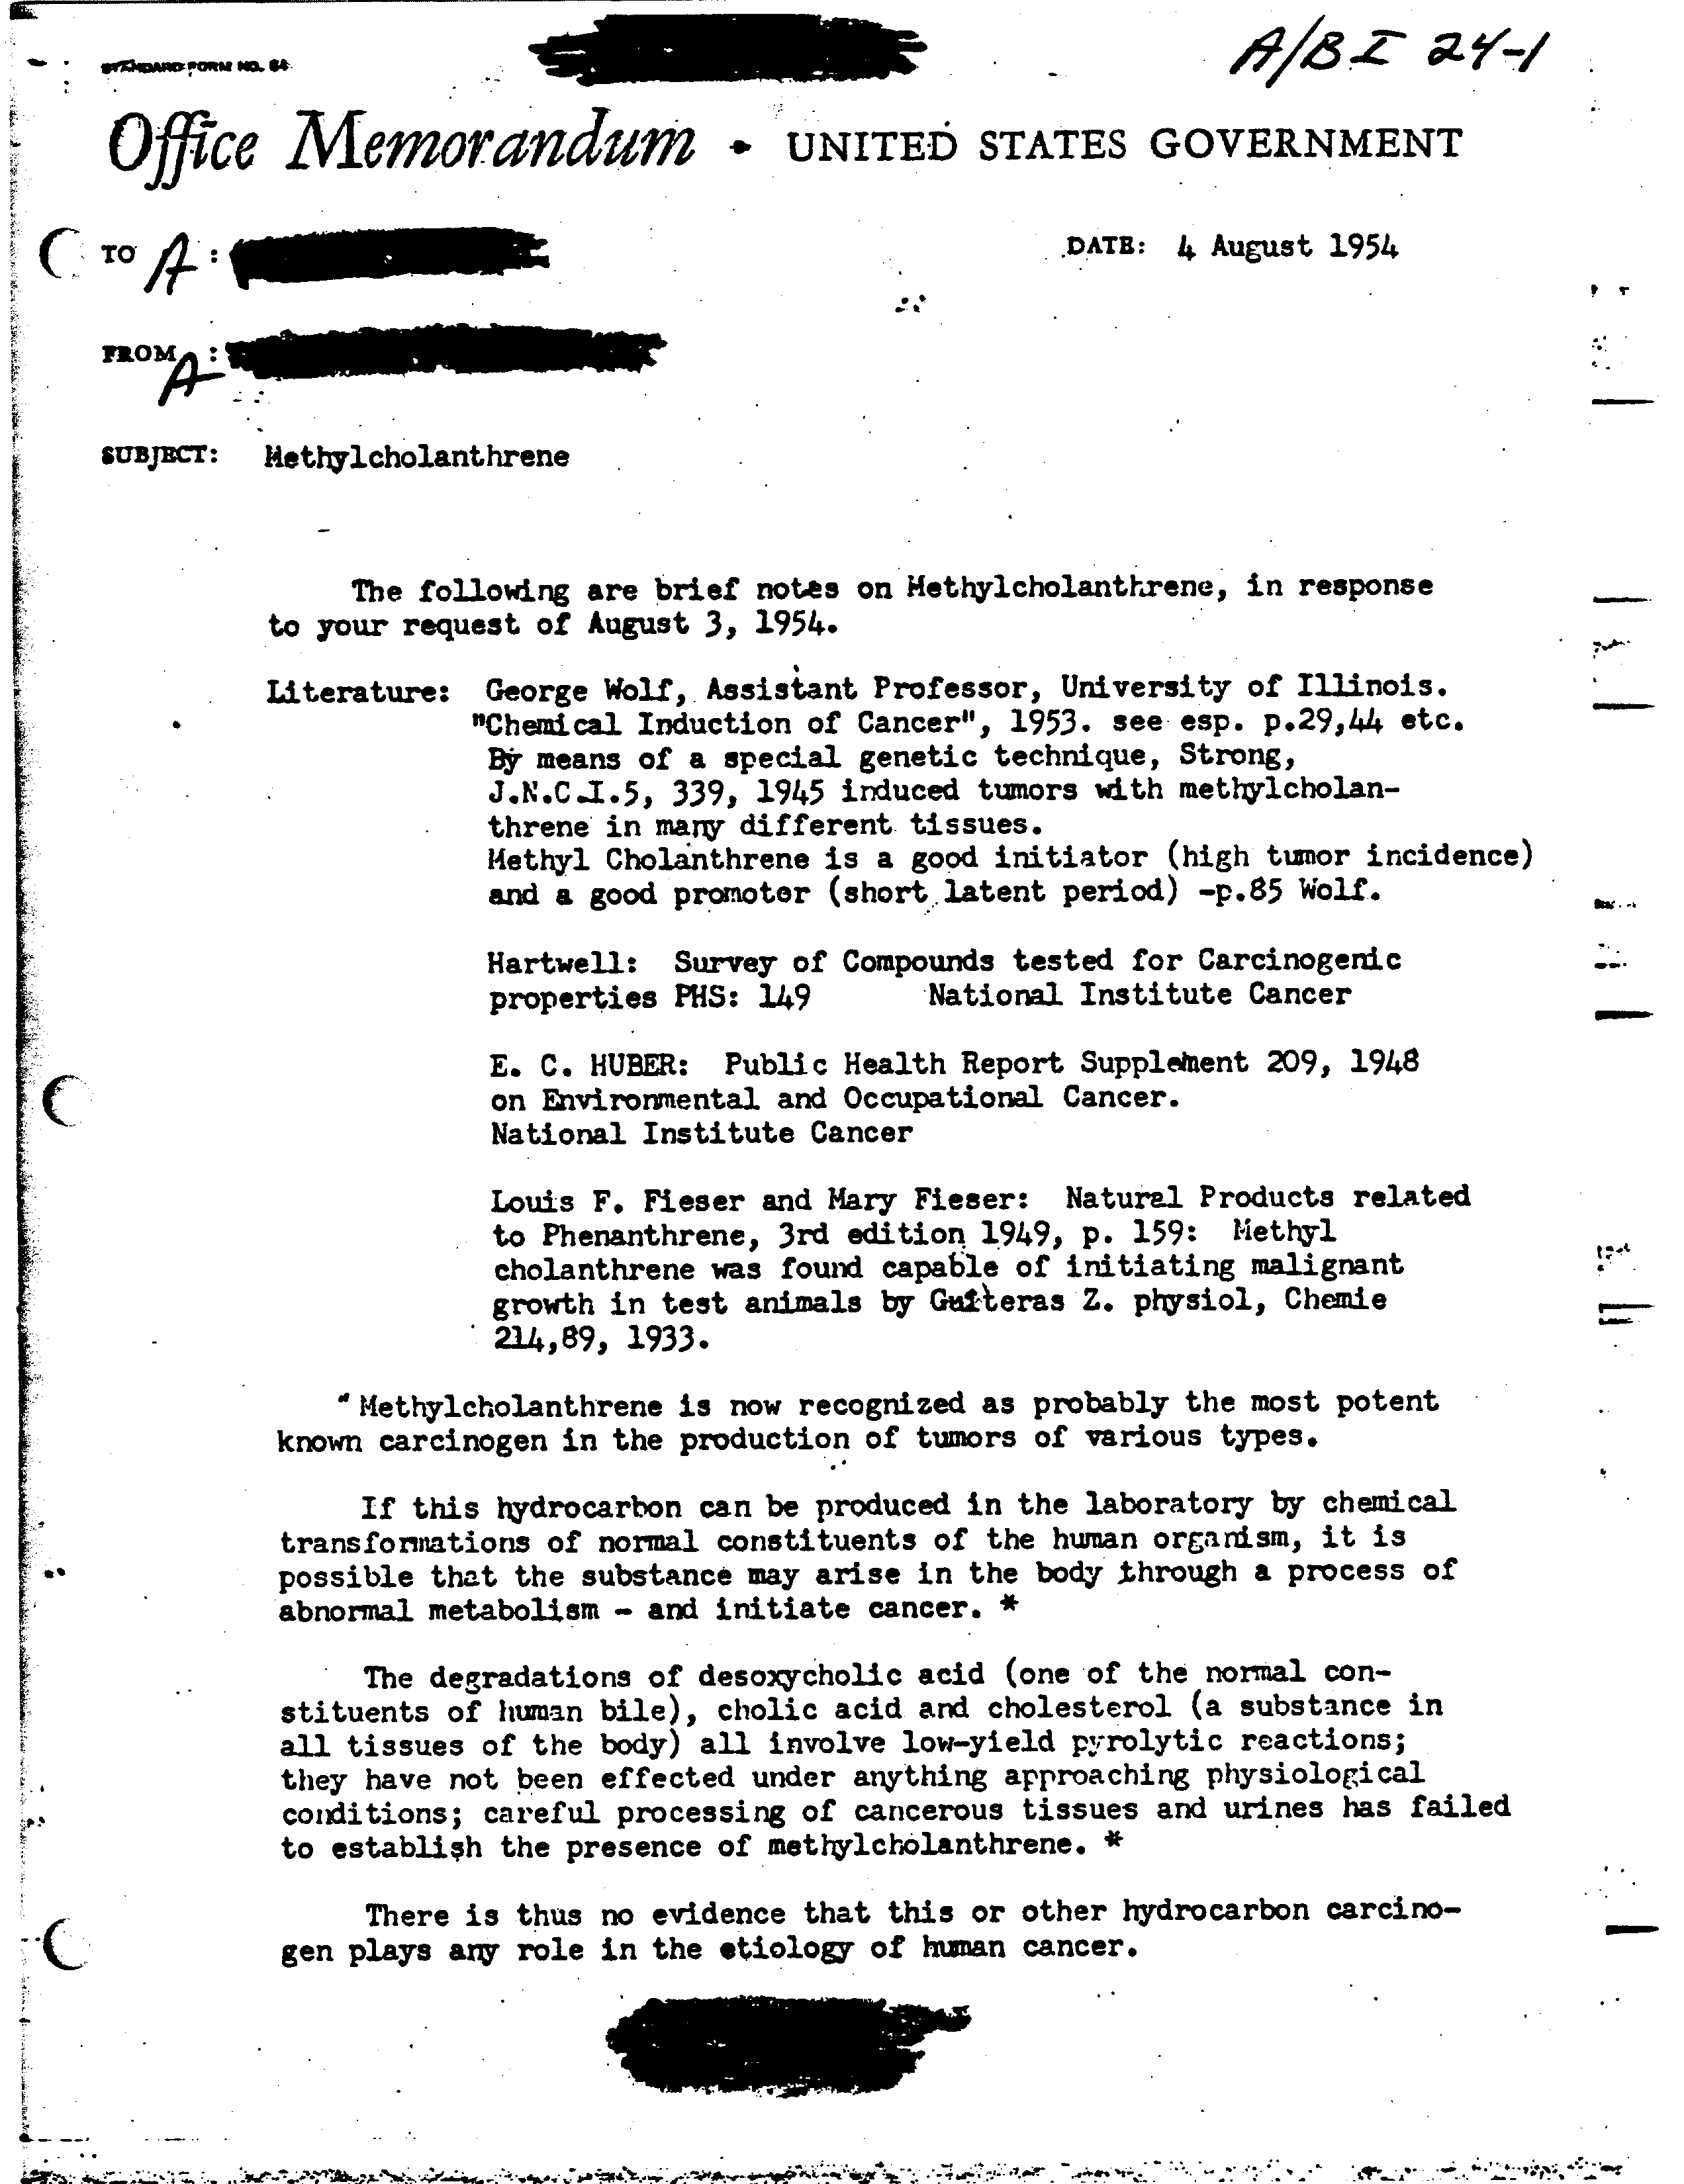 A/B I 24-1
STANDARD FORM NO. 64
Office Memorandum • UNITED STATES GOVERNMENT
TO A : DATE: 4 August 1954
FROM A :
SUBJECT: Methylcholanthrene
The following are brief notes on Methylcholanthrene, in response
to your request of August 3, 1954.
Literature: George Wolf, Assistant Professor, University of Illinois.
"Chemical Induction of Cancer", 1953. see esp. p.29,44 etc.
By means of a special genetic technique, Strong,
J.N.C.I.5, 339, 1945 induced tumors with methylcholan-
threne in many different tissues.
Methyl Cholanthrene is a good initiator (high tumor incidence)
and a good promoter (short latent period) -p.85 Wolf.
Hartwell: Survey of Compounds tested for Carcinogenic
properties PHS: 149 National Institute Cancer
E. C. HUBER: Public Health Report Supplement 209, 1948
on Environmental and Occupational Cancer.
National Institute Cancer
Louis F. Fieser and Mary Fieser: Natural Products related
to Phenanthrene, 3rd edition 1949, p. 159: Methyl
cholanthrene was found capable of initiating malignant
growth in test animals by Z. physiol, Chemie
214,89, 1933.
"Methylcholanthrene is now recognized as probably the most potent
known carcinogen in the production of tumors of various types.
If this hydrocarbon can be produced in the laboratory by chemical
transformations of normal constituents of the human organism, it is
possible that the substance may arise in the body through a process of
abnormal metabolism - and initiate cancer. *
The degradations of desoxycholic acid (one of the normal con-
stituents of human bile), cholic acid and cholesterol (a substance in
all tissues of the body) all involve low-yield pyrolytic reactions;
they have not been effected under anything approaching physiological
conditions; careful processing of cancerous tissues and urines has failed
to establish the presence of methylcholanthrene. *
There is thus no evidence that this or other hydrocarbon carcino-
gen plays any role in the etiology of human cancer.